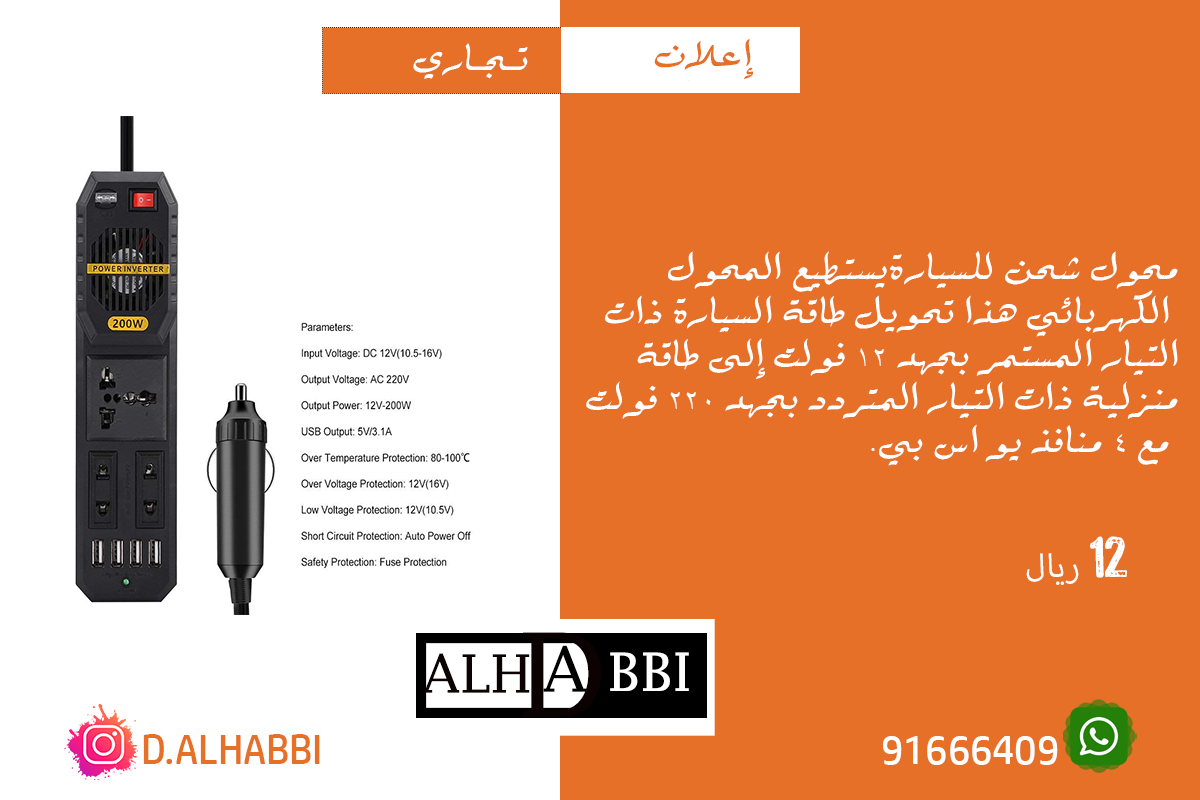 إعلان تجاري
محول شحن للسيارةيستطيع المحول
الكهربائي هذا تحويل طاقة السيارة ذات
التيار المستمر بجهد ١٢ فولت إلى طاقة
منزلية ذات التيار المتردد بجهد ٢٢٠ فولت
مع ٤ منافذ يو اس بي.
12 ريال
POWER INVERTER
200W
Parameters:
Input Voltage: DC 12V(10.5-16V)
Output Voltage: AC 220V
Output Power: 12V-200W
USB Output: 5V/3.1A
Over Temperature Protection: 80-100℃
Over Voltage Protection: 12V(16V)
Low Voltage Protection: 12V(10.5V)
Short Circuit Protection: Auto Power Off
Safety Protection: Fuse Protection
ALHABBI
D.ALHABBI
91666409